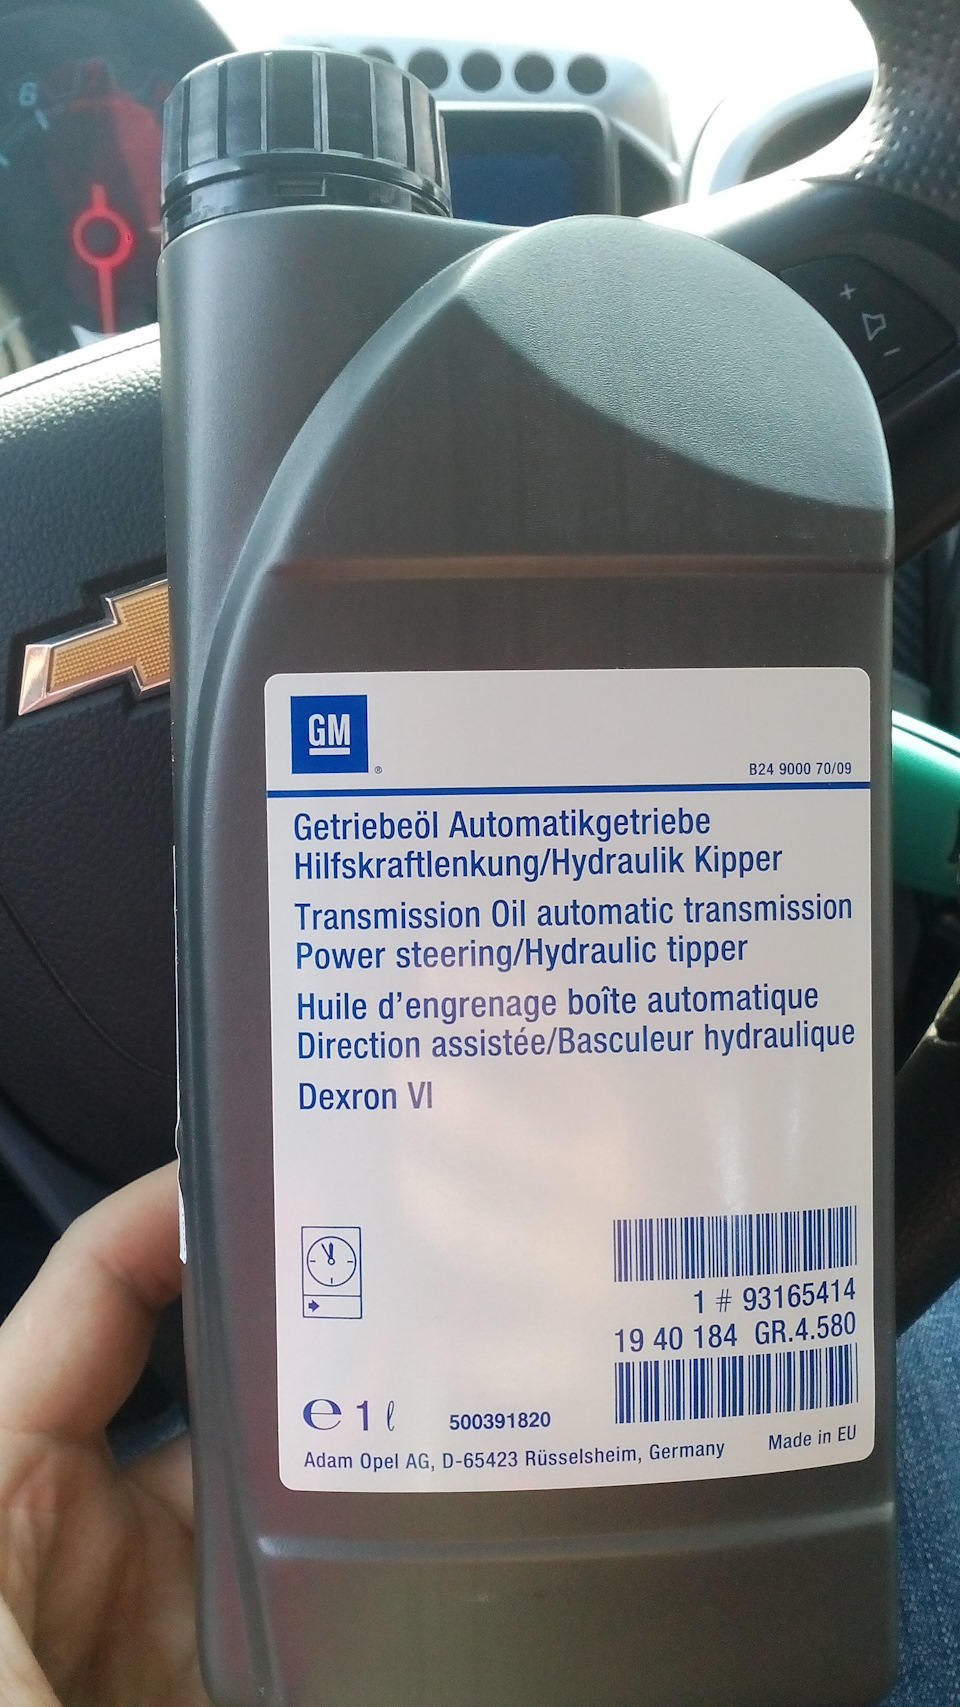 6
+
-
GM
®
B24 9000 70/09
Getriebeöl Automatikgetriebe
Hilfskraftlenkung/Hydraulik Kipper
Transmission Oil automatic transmission
Power steering/Hydraulic tipper
Huile d’engrenage boîte automatique
Direction assistée/Basculeur hydraulique
Dexron VI
1 # 93165414
19 40 184 GR.4.580
e 1 ℓ
500391820
Adam Opel AG, D-65423 Rüsselsheim, Germany
Made in EU